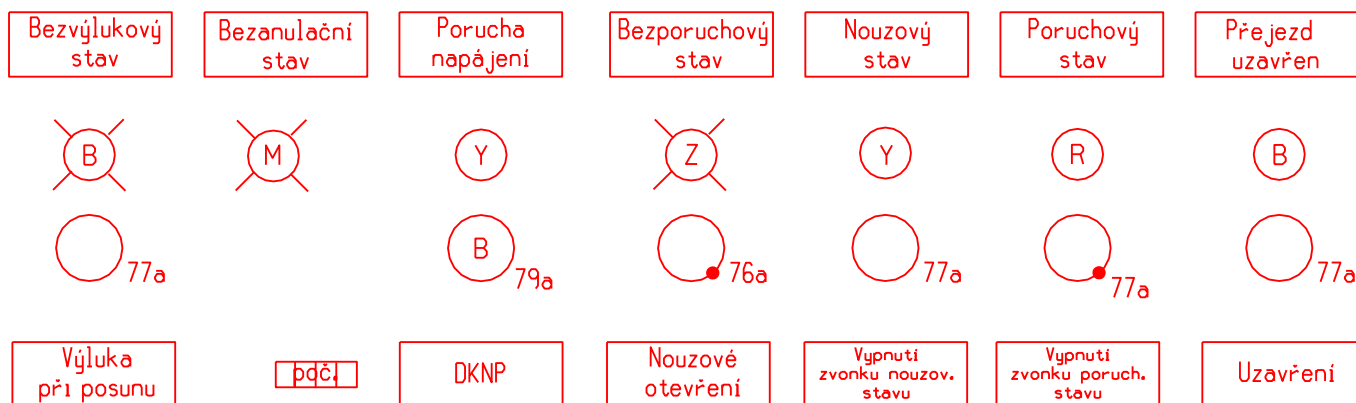 Bezvýlukový
stav
Bezanulační
stav
Porucha
napájení
Bezporuchový
stav
Nouzový
stav
Poruchový
stav
Přejezd
uzavřen
B
M
Y
Z
Y
R
B
77a
B
79a
76a
77a
77a
77a
Výluka
při posunu
poč.
DKNP
Nouzové
otevření
Vypnutí
zvonku nouzov.
stavu
Vypnutí
zvonku poruch.
stavu
Uzavření